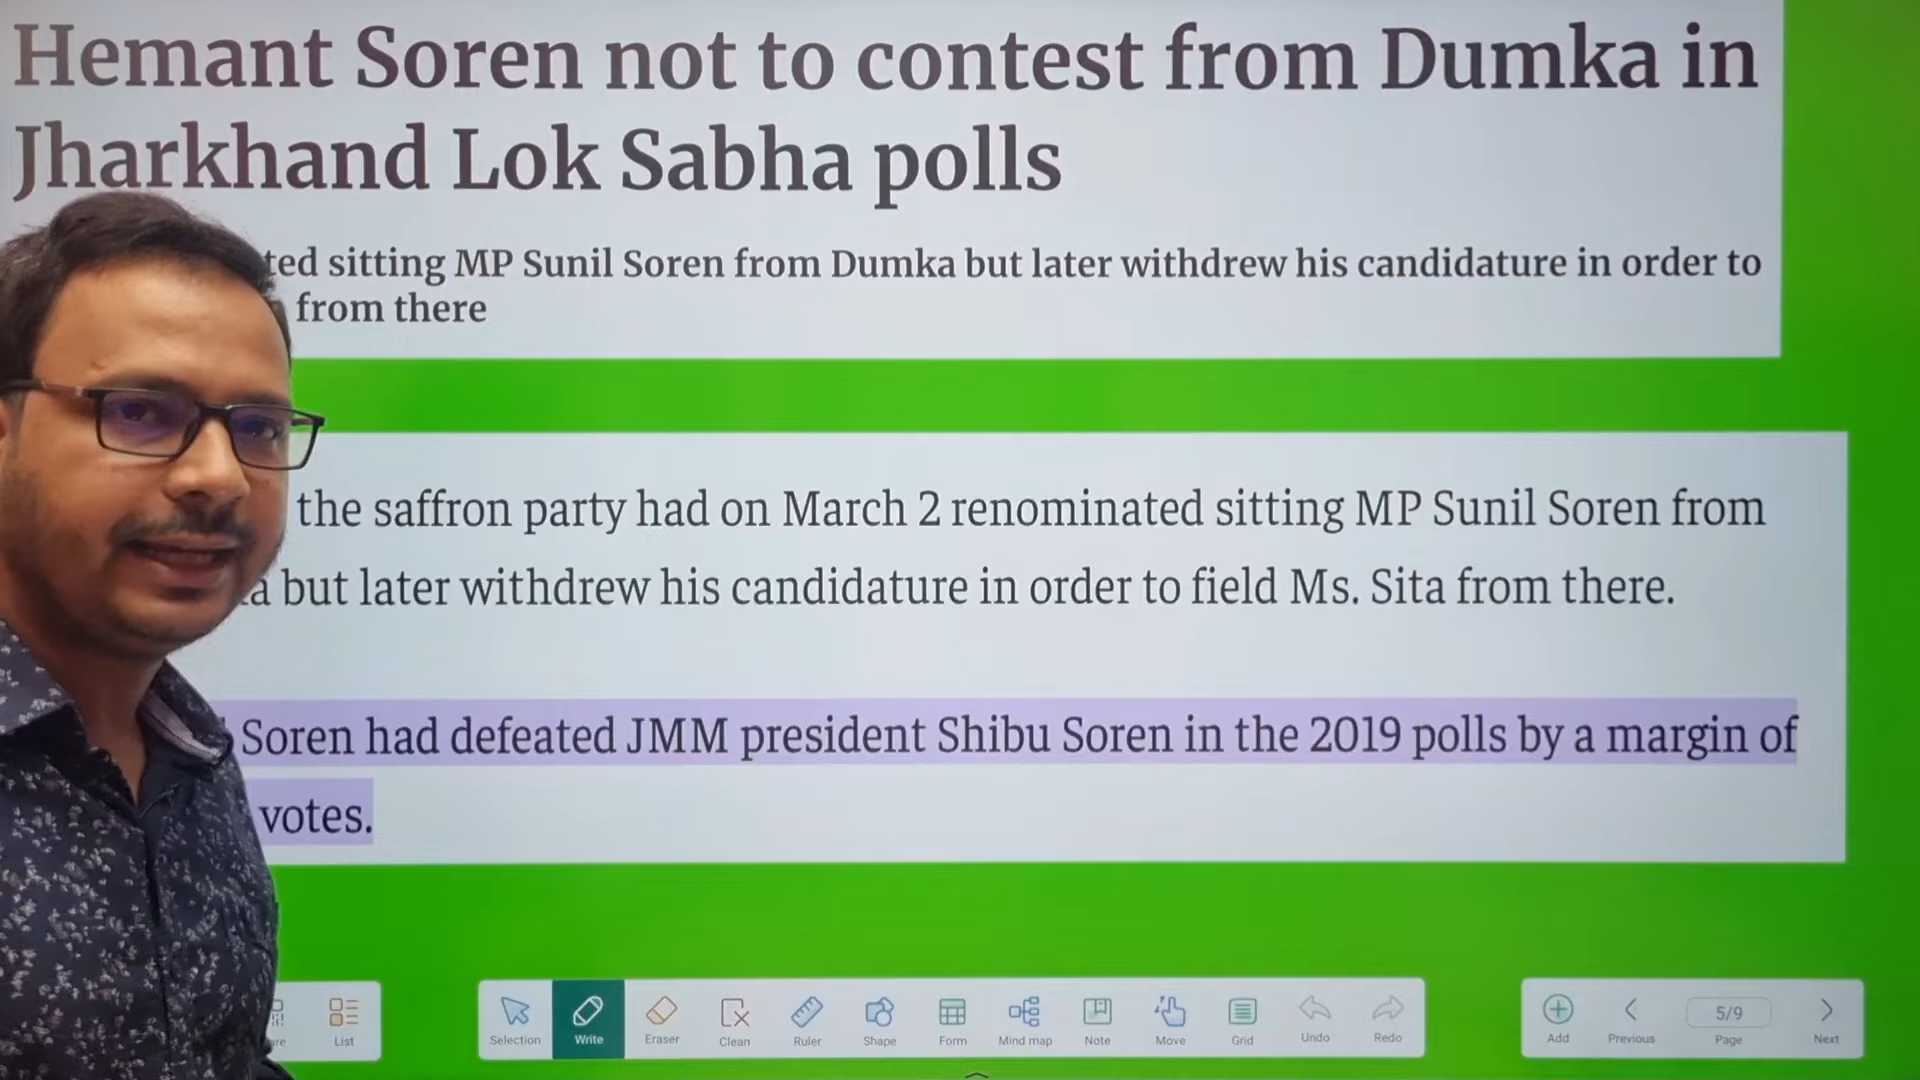 Hemant Soren not to contest from Dumka in
Jharkhand Lok Sabha polls
sitting MP Sunil Soren from Dumka but later withdrew his candidature in order to
from there
the saffron party had on March 2 renominated sitting MP Sunil Soren from
but later withdrew his candidature in order to field Ms. Sita from there.
Soren had defeated JMM president Shibu Soren in the 2019 polls by a margin of
votes.
List
Selection
Write
Eraser
Clean
Ruler
Shape
Form
Mind map
Note
Move
Grid
Undo
Redo
Add
Previous
5/9
Page
Next